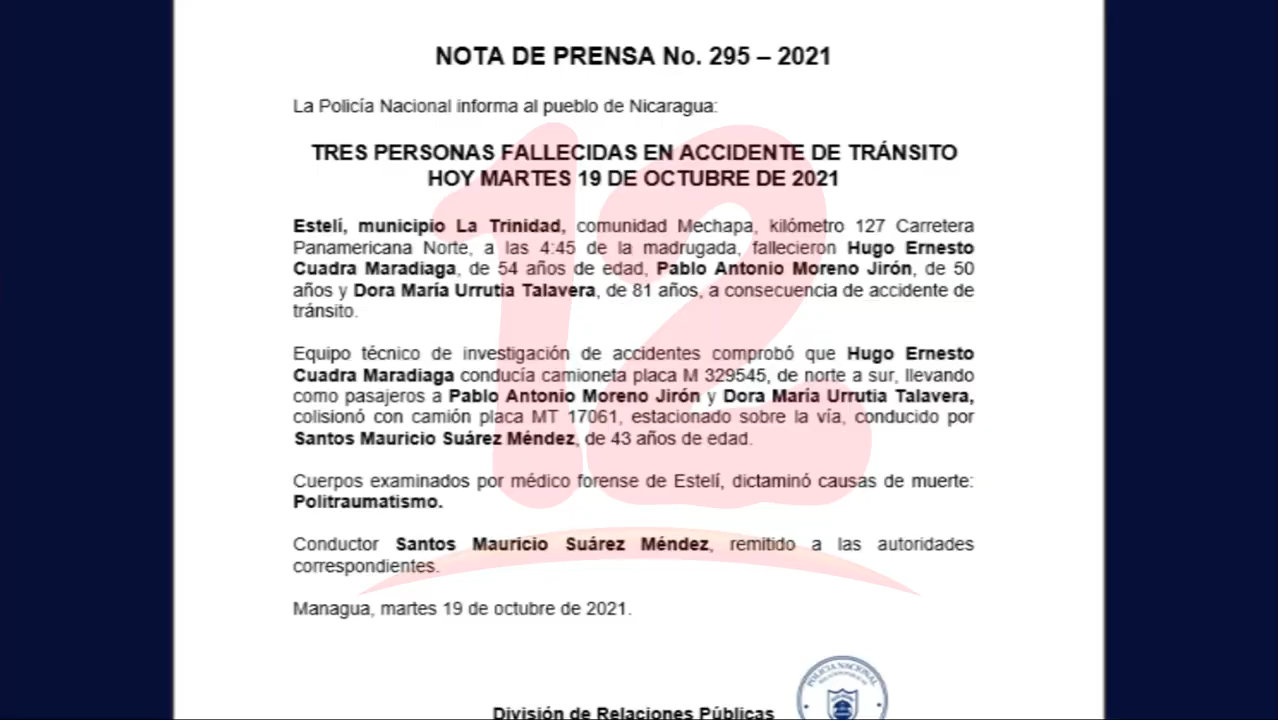 NOTA DE PRENSA No. 295 – 2021
La Policía Nacional informa al pueblo de Nicaragua:
TRES PERSONAS FALLECIDAS EN ACCIDENTE DE TRÁNSITO
HOY MARTES 19 DE OCTUBRE DE 2021
Estelí, municipio La Trinidad, comunidad Mechapa, kilómetro 127 Carretera
Panamericana Norte, a las 4:45 de la madrugada, fallecieron Hugo Ernesto
Cuadra Maradiaga, de 54 años de edad, Pablo Antonio Moreno Jirón, de 50
años y Dora María Urrutia Talavera, de 81 años, a consecuencia de accidente de
tránsito.
Equipo técnico de investigación de accidentes comprobó que Hugo Ernesto
Cuadra Maradiaga conducía camioneta placa M 329545, de norte a sur, llevando
como pasajeros a Pablo Antonio Moreno Jirón y Dora María Urrutia Talavera,
colisionó con camión placa MT 17061, estacionado sobre la vía, conducido por
Santos Mauricio Suárez Méndez, de 43 años de edad.
Cuerpos examinados por médico forense de Estelí, dictaminó causas de muerte:
Politraumatismo.
Conductor Santos Mauricio Suárez Méndez, remitido a las autoridades
correspondientes.
Managua, martes 19 de octubre de 2021.
División de Relaciones Públicas
POLICIA NACIONAL
12